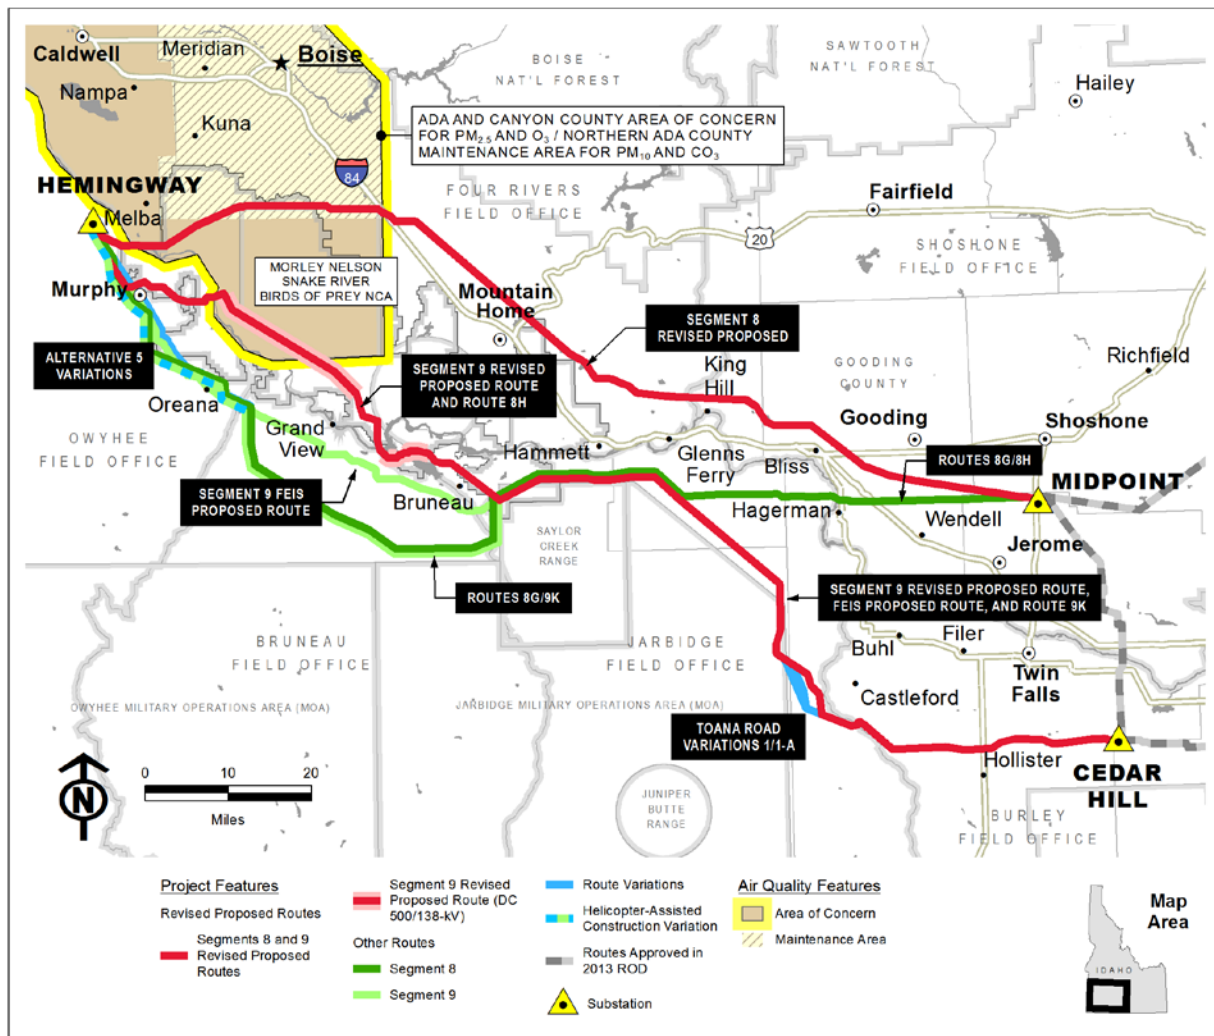 Caldwell
Meridian
Boise
BOISE
NAT'L FOREST
SAWTOOTH
NAT'L FOREST
Hailey
Nampa
Kuna
ADA AND CANYON COUNTY AREA OF CONCERN
FOR PM2.5 AND O3 / NORTHERN ADA COUNTY
MAINTENANCE AREA FOR PM10 AND CO3
84
HEMINGWAY
Melba
FOUR RIVERS
FIELD OFFICE
Fairfield
20
SHOSHONE
FIELD OFFICE
MORLEY NELSON
SNAKE RIVER
BIRDS OF PREY NCA
Murphy
Mountain
Home
SEGMENT 8
REVISED PROPOSED
ALTERNATIVE 5
VARIATIONS
SEGMENT 9 REVISED
PROPOSED ROUTE
AND ROUTE 8H
King
Hill
GOODING
COUNTY
Richfield
Oreana
Grand
View
Gooding
Shoshone
OWYHEE
FIELD OFFICE
Hammett
Glenns
Ferry
Bliss
ROUTES 8G/8H
MIDPOINT
SEGMENT 9 FEIS
PROPOSED ROUTE
Bruneau
Hagerman
Wendell
SAYLOR
CREEK
RANGE
Jerome
ROUTES 8G/9K
SEGMENT 9 REVISED PROPOSED ROUTE,
FEIS PROPOSED ROUTE, AND ROUTE 9K
BRUNEAU
FIELD OFFICE
JARBIDGE
FIELD OFFICE
Buhl
Filer
Twin
Falls
Castleford
OWYHEE MILITARY OPERATIONS AREA (MOA)
JARBIDGE MILITARY OPERATIONS AREA (MOA)
TOANA ROAD
VARIATIONS 1/1-A
Hollister
CEDAR
HILL
N
0 10 20
Miles
JUNIPER
BUTTE
RANGE
BURLEY
FIELD OFFICE
Project Features
Revised Proposed Routes
Segments 8 and 9
Revised Proposed
Routes
Segment 9 Revised
Proposed Route (DC
500/138-kV)
Other Routes
Segment 8
Segment 9
Route Variations
Helicopter-Assisted
Construction Variation
Routes Approved in
2013 ROD
Substation
Air Quality Features
Area of Concern
Maintenance Area
Map
Area
IDAHO